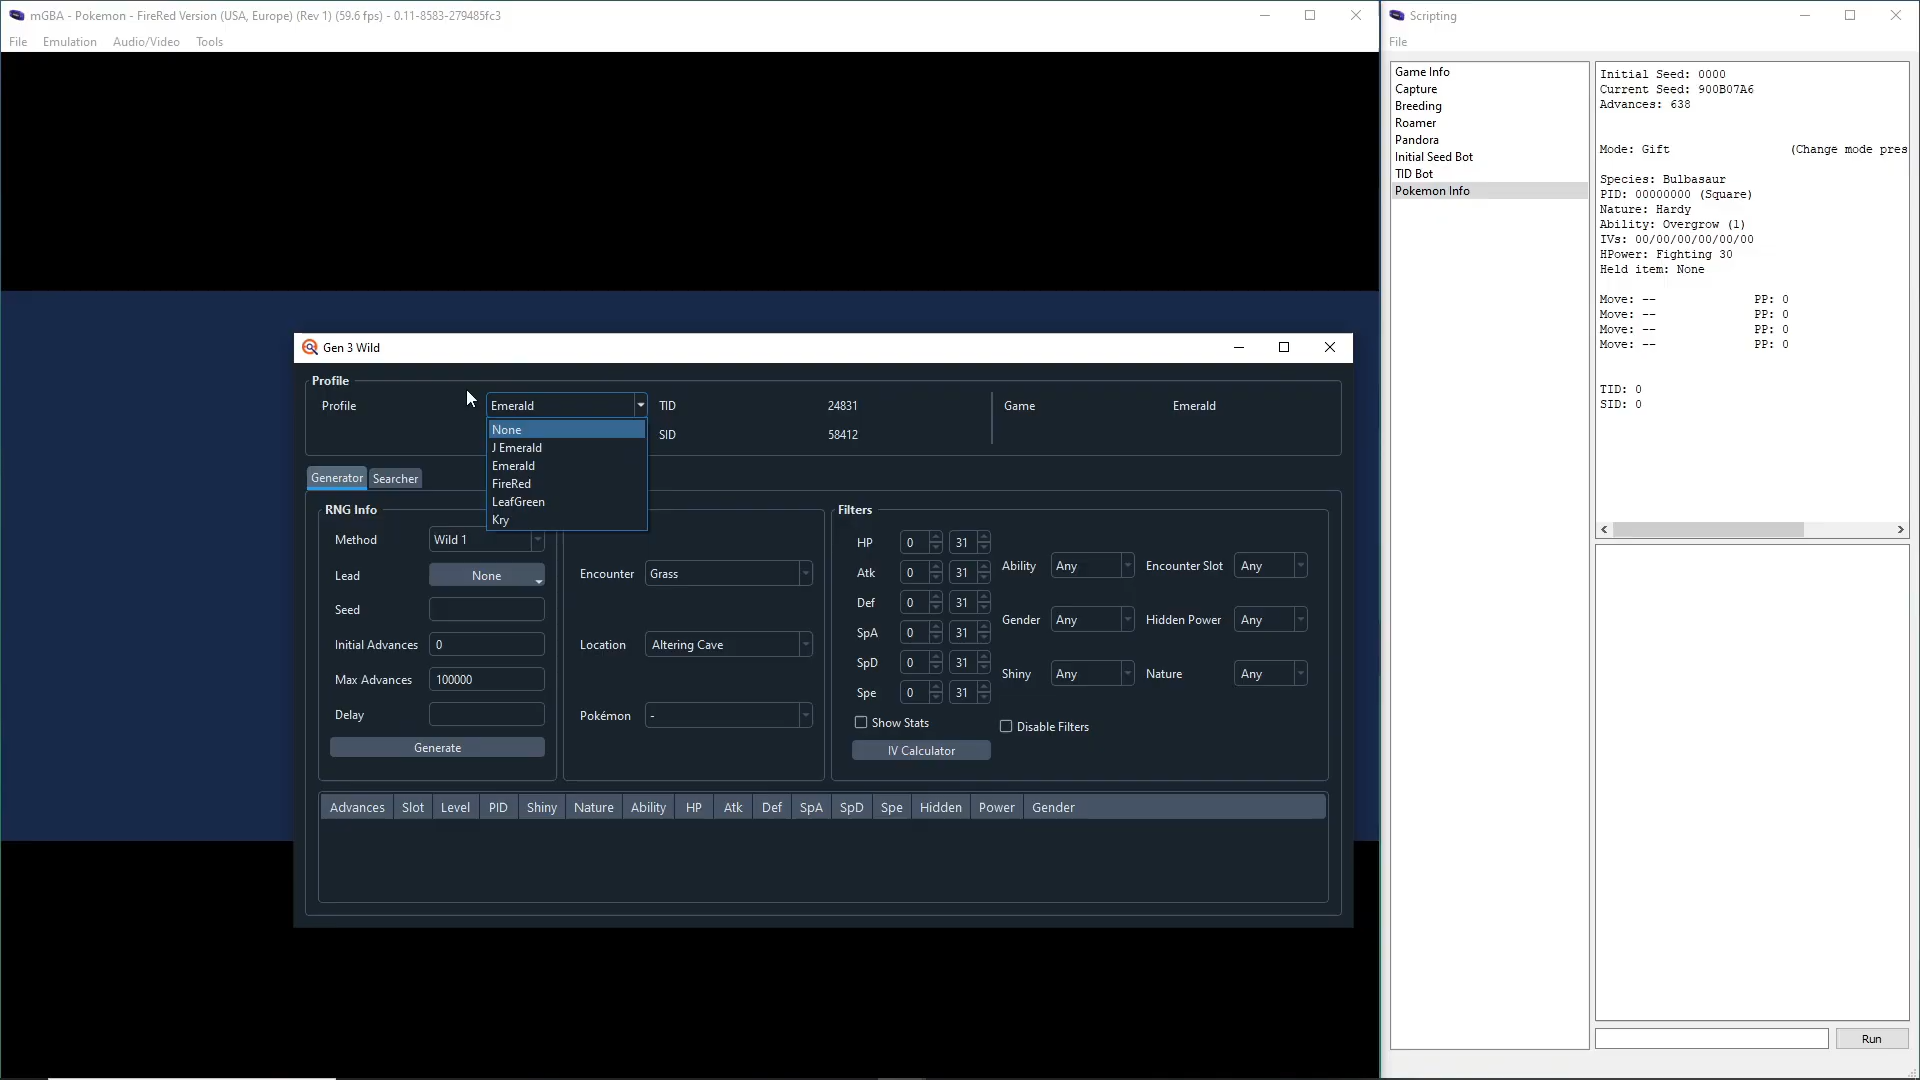 mGBA - Pokemon - FireRed Version (USA, Europe) (Rev 1) (59.6 fps) - 0.11-8583-279485fc3
File Emulation Audio/Video Tools
Scripting
File
Game Info
Capture
Breeding
Roamer
Pandora
Initial Seed Bot
TID Bot
Pokemon Info
Initial Seed: 0000
Current Seed: 900B07A6
Advances: 638
Mode: Gift (Change mode pres
Species: Bulbasaur
PID: 00000000 (Square)
Nature: Hardy
Ability: Overgrow (1)
IVs: 00/00/00/00/00/00
HPower: Fighting 30
Held item: None
Move: -- PP: 0
Move: -- PP: 0
Move: -- PP: 0
Move: -- PP: 0
TID: 0
SID: 0
Run
Gen 3 Wild
Profile
Profile Emerald TID 24831 Game Emerald
SID 58412
None
J Emerald
Emerald
FireRed
LeafGreen
Kry
Generator Searcher
RNG Info
Method Wild 1
Lead None
Seed
Initial Advances 0
Max Advances 100000
Delay
Generate
Encounter Grass
Location Altering Cave
Pokémon -
Filters
HP 0 31
Atk 0 31
Def 0 31
SpA 0 31
SpD 0 31
Spe 0 31
Ability Any Encounter Slot Any
Gender Any Hidden Power Any
Shiny Any Nature Any
Show Stats
Disable Filters
IV Calculator
Advances Slot Level PID Shiny Nature Ability HP Atk Def SpA SpD Spe Hidden Power Gender